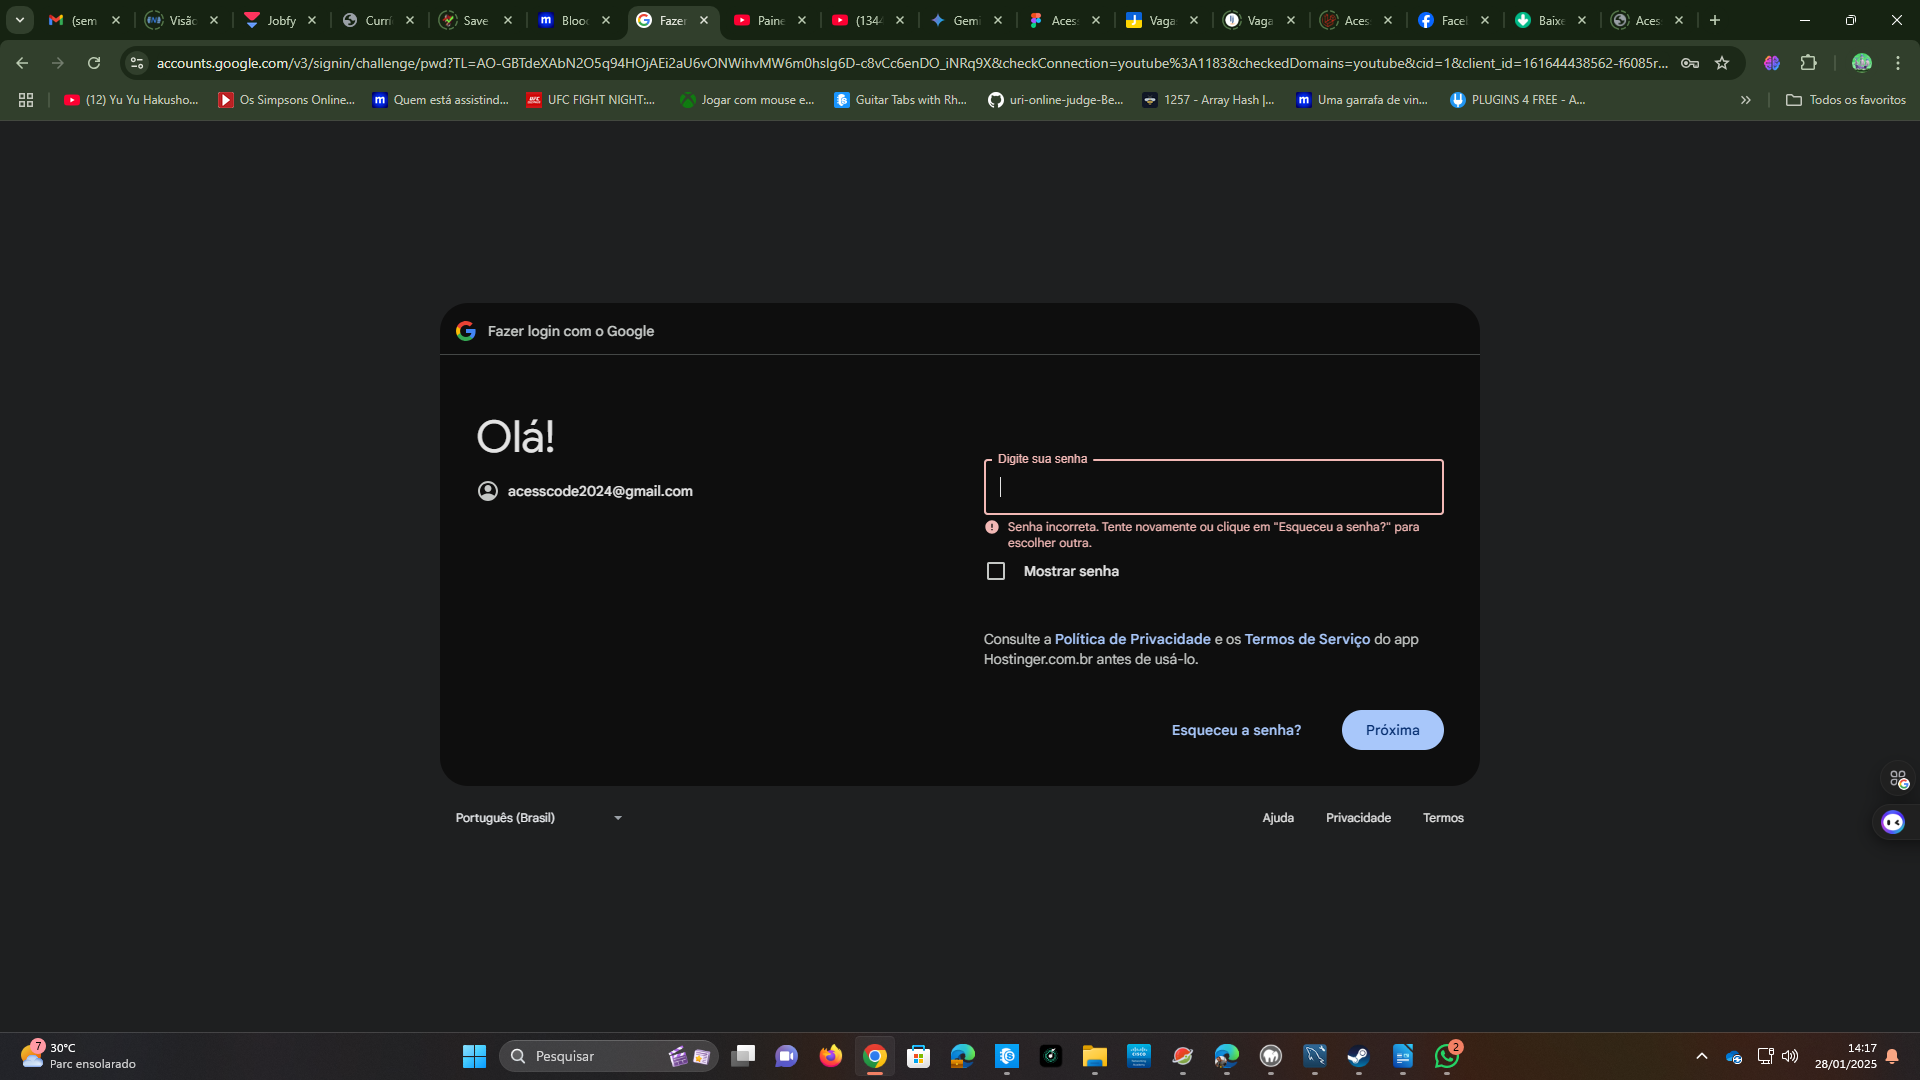 (sem
Visão
Jobfy
Curríc
Save
Blood
Fazer
Paine
(134
Gemi
Acess
Vaga
Vaga
Aces
Facel
Baixe
Aces
accounts.google.com/v3/signin/challenge/pwd?TL=AO-GBTdeXAbN2O5q94HOjAEi2aU6vONWihvMW6m0hsIg6D-c8vCc6enDO_iNRq9X&checkConnection=youtube%3A1183&checkedDomains=youtube&cid=1&client_id=161644438562-f6085r...
(12) Yu Yu Hakusho...
Os Simpsons Online...
Quem está assistind...
UFC FIGHT NIGHT:...
Jogar com mouse e...
Guitar Tabs with Rh...
uri-online-judge-Be...
1257 - Array Hash |...
Uma garrafa de vin...
PLUGINS 4 FREE - A...
Todos os favoritos
Fazer login com o Google
Olá!
acesscode2024@gmail.com
Digite sua senha
Senha incorreta. Tente novamente ou clique em "Esqueceu a senha?" para
escolher outra.
Mostrar senha
Consulte a Política de Privacidade e os Termos de Serviço do app
Hostinger.com.br antes de usá-lo.
Esqueceu a senha?
Próxima
Português (Brasil)
Ajuda
Privacidade
Termos
7
30°C
Parc ensolarado
Pesquisar
2
14:17
28/01/2025